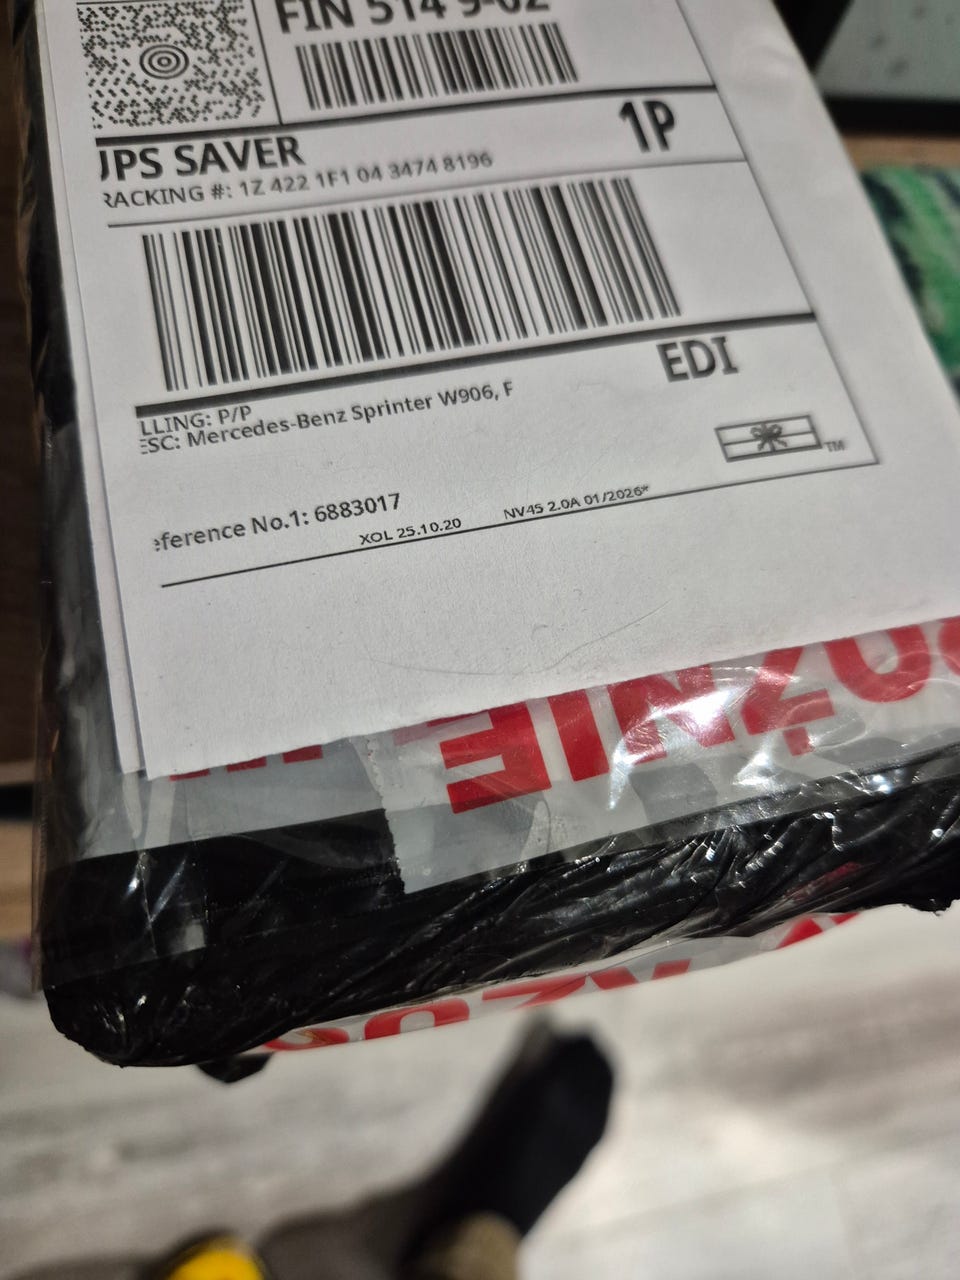 FIN 514 9-02
UPS SAVER
1P
RACKING #: 1Z 422 1F1 04 3474 8196
EDI
LLING: P/P
ESC: Mercedes-Benz Sprinter W906, F
TM
eference No.1: 6883017
XOL 25.10.20
NV45 2.0A 01/2026*